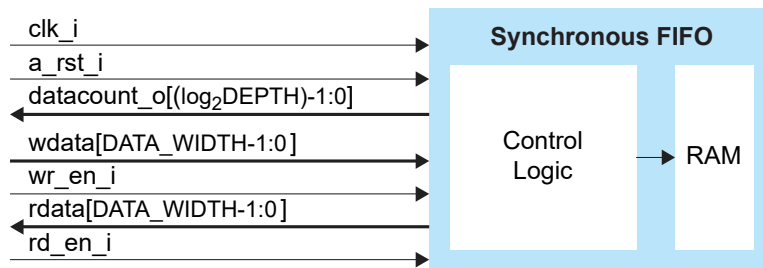 clk_i
a_rst_i
datacount_o[(log₂DEPTH)-1:0]
wdata[DATA_WIDTH-1:0]
wr_en_i
rdata[DATA_WIDTH-1:0]
rd_en_i
Synchronous FIFO
Control
Logic
RAM